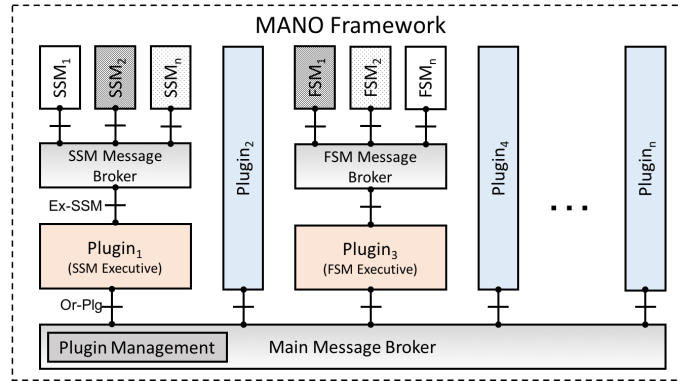 MANO Framework
SSM₁
SSM₂
SSMₙ
Plugin₂
FSM₁
FSM₂
FSMₙ
Plugin₄
Pluginₙ
SSM Message
Broker
FSM Message
Broker
Ex-SSM
Plugin₁
(SSM Executive)
Plugin₃
(FSM Executive)
...
Or-Plg
Plugin Management
Main Message Broker